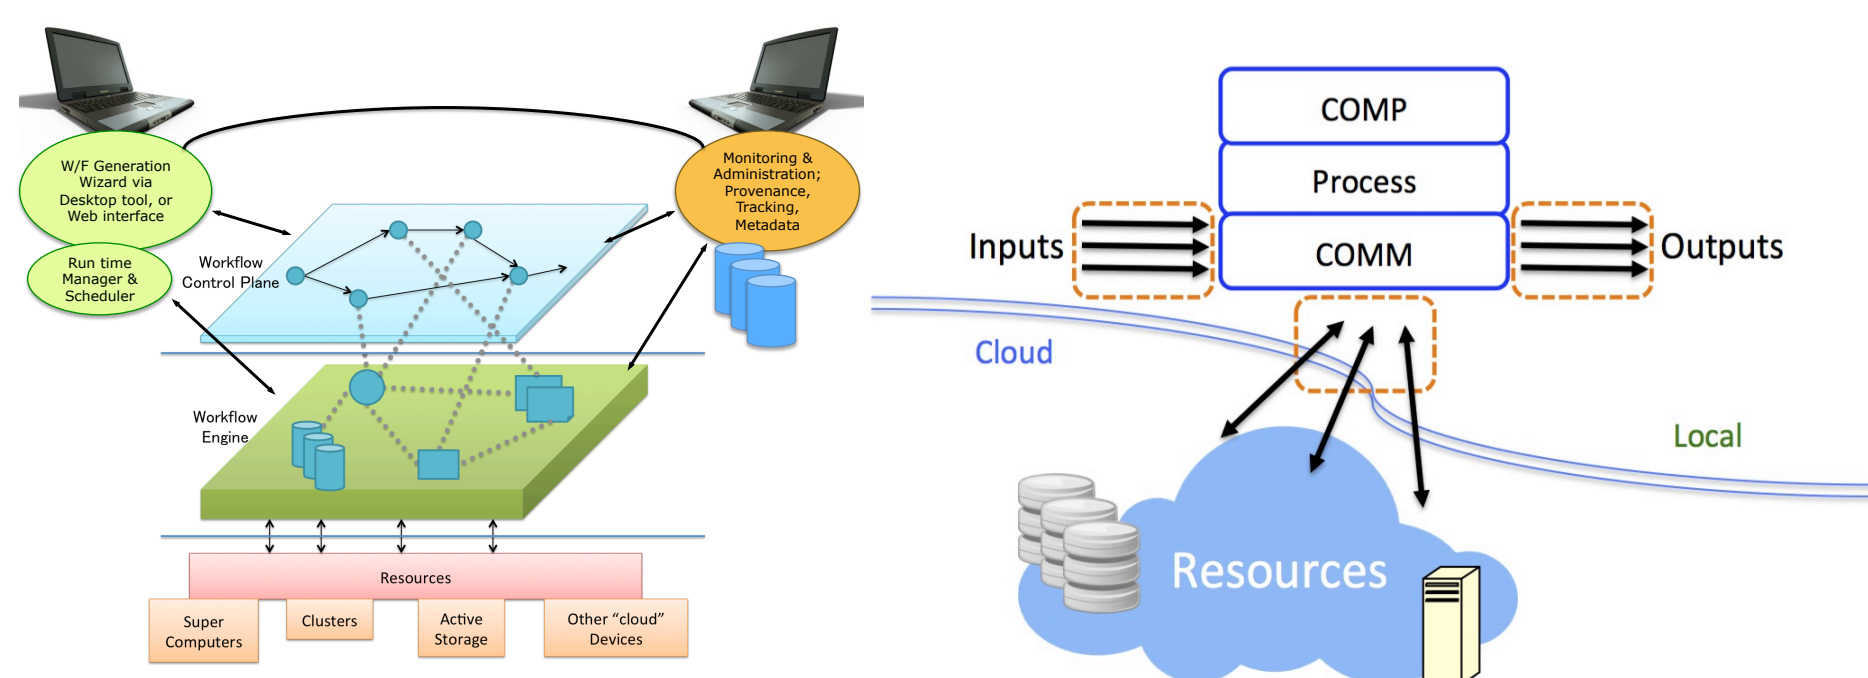 W/F Generation
Wizard via
Desktop tool, or
Web interface
Run time
Manager &
Scheduler
Monitoring &
Administration;
Provenance,
Tracking,
Metadata
Workflow
Control Plane
Workflow
Engine
Resources
Super
Computers
Clusters
Active
Storage
Other “cloud”
Devices
COMP
Process
COMM
Inputs
Outputs
Cloud
Local
Resources